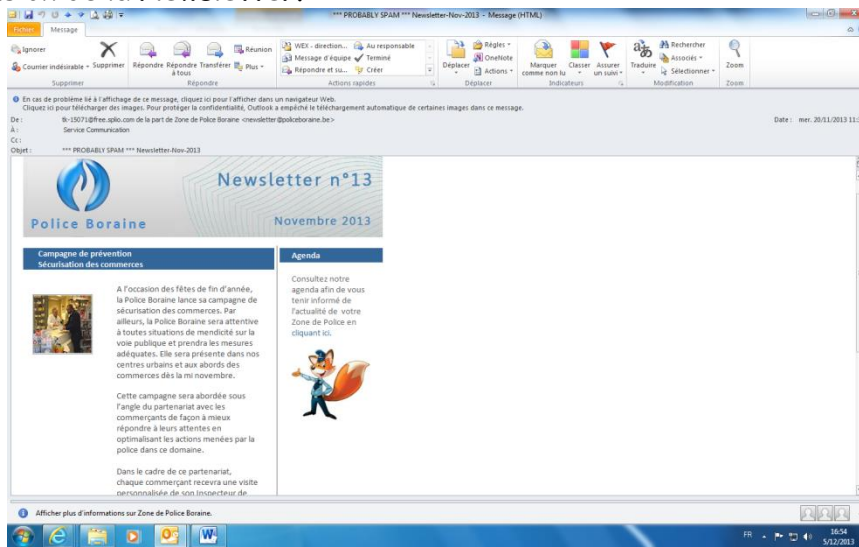 *** PROBABLY SPAM *** Newsletter-Nov-2013 - Message (HTML)
Fichier Message
Ignorer
Courrier indésirable
Supprimer
Répondre
Répondre à tous
Transférer
Réunion
Plus
WEX - direction...
Message d'équipe
Répondre et su...
Au responsable
Terminé
Créer
Déplacer
Règles
OneNote
Actions
Marquer comme non lu
Classer
Assurer un suivi
Traduire
Rechercher
Associés
Sélectionner
Zoom
Supprimer Répondre Actions rapides Déplacer Indicateurs Modification Zoom
En cas de problème lié à l'affichage de ce message, cliquez ici pour l'afficher dans un navigateur Web.
Cliquez ici pour télécharger des images. Pour protéger la confidentialité, Outlook a empêché le téléchargement automatique de certaines images dans ce message.
De : de la part de Zone de Police Boraine <newsletter@policeboraine.be>
Date : mer. 20/11/2013
À : Service Communication
Cc :
Objet : *** PROBABLY SPAM *** Newsletter-Nov-2013
Newsletter n°13
Police Boraine
Novembre 2013
Campagne de prévention
Sécurisation des commerces
A l'occasion des fêtes de fin d'année,
la Police Boraine lance sa campagne de
sécurisation des commerces. Par
ailleurs, la Police Boraine sera attentive
à toutes situations de mendicité sur la
voie publique et prendra les mesures
adéquates. Elle sera présente dans nos
centres urbains et aux abords des
commerces dès la mi novembre.
Cette campagne sera abordée sous
l'angle du partenariat avec les
commerçants de façon à mieux
répondre à leurs attentes en
optimalisant les actions menées par la
police dans ce domaine.
Dans le cadre de ce partenariat,
chaque commerçant recevra une visite
personnalisée de son Inspecteur de
Agenda
Consultez notre
agenda afin de vous
tenir informé de
l'actualité de votre
Zone de Police en
cliquant ici.
Afficher plus d'informations sur Zone de Police Boraine.
FR
16:54
5/12/2013